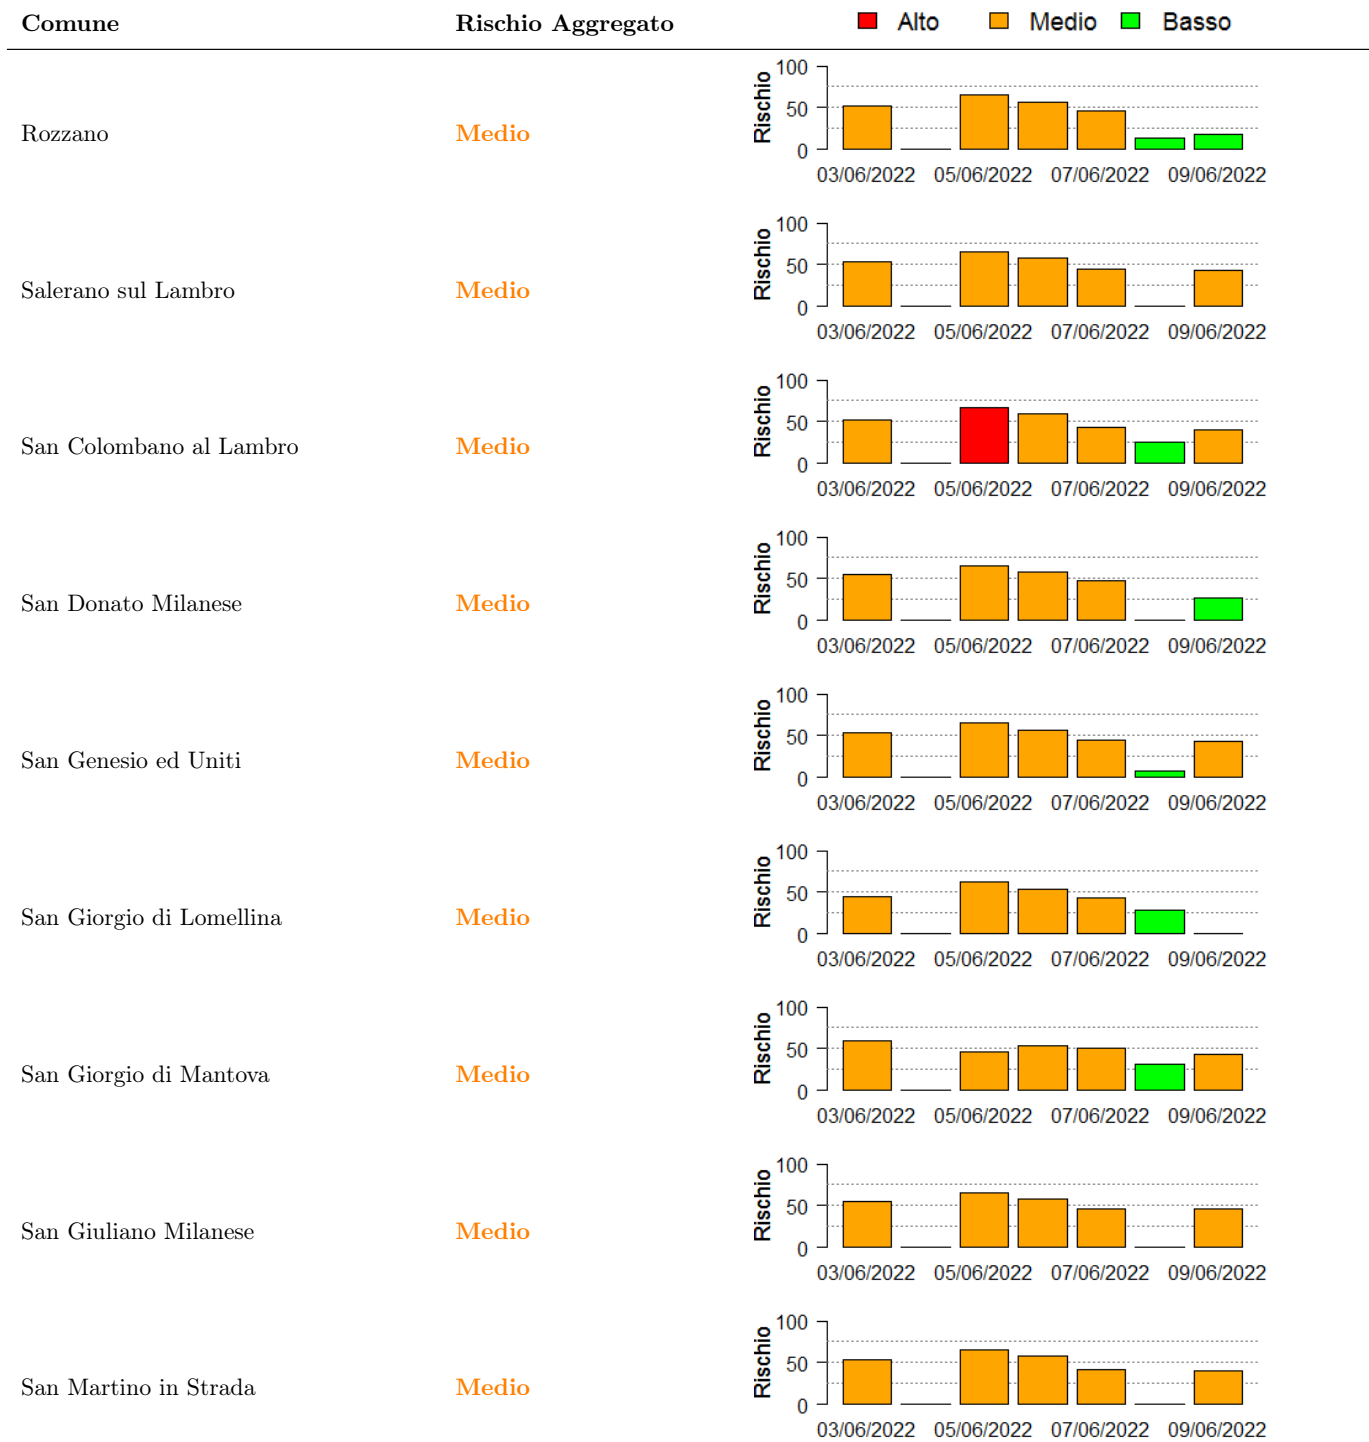 Comune Rischio Aggregato Alto Medio Basso
Rozzano Medio
Rischio
100
50
0
03/06/2022 05/06/2022 07/06/2022 09/06/2022
Salerano sul Lambro Medio
Rischio
100
50
0
03/06/2022 05/06/2022 07/06/2022 09/06/2022
San Colombano al Lambro Medio
Rischio
100
50
0
03/06/2022 05/06/2022 07/06/2022 09/06/2022
San Donato Milanese Medio
Rischio
100
50
0
03/06/2022 05/06/2022 07/06/2022 09/06/2022
San Genesio ed Uniti Medio
Rischio
100
50
0
03/06/2022 05/06/2022 07/06/2022 09/06/2022
San Giorgio di Lomellina Medio
Rischio
100
50
0
03/06/2022 05/06/2022 07/06/2022 09/06/2022
San Giorgio di Mantova Medio
Rischio
100
50
0
03/06/2022 05/06/2022 07/06/2022 09/06/2022
San Giuliano Milanese Medio
Rischio
100
50
0
03/06/2022 05/06/2022 07/06/2022 09/06/2022
San Martino in Strada Medio
Rischio
100
50
0
03/06/2022 05/06/2022 07/06/2022 09/06/2022